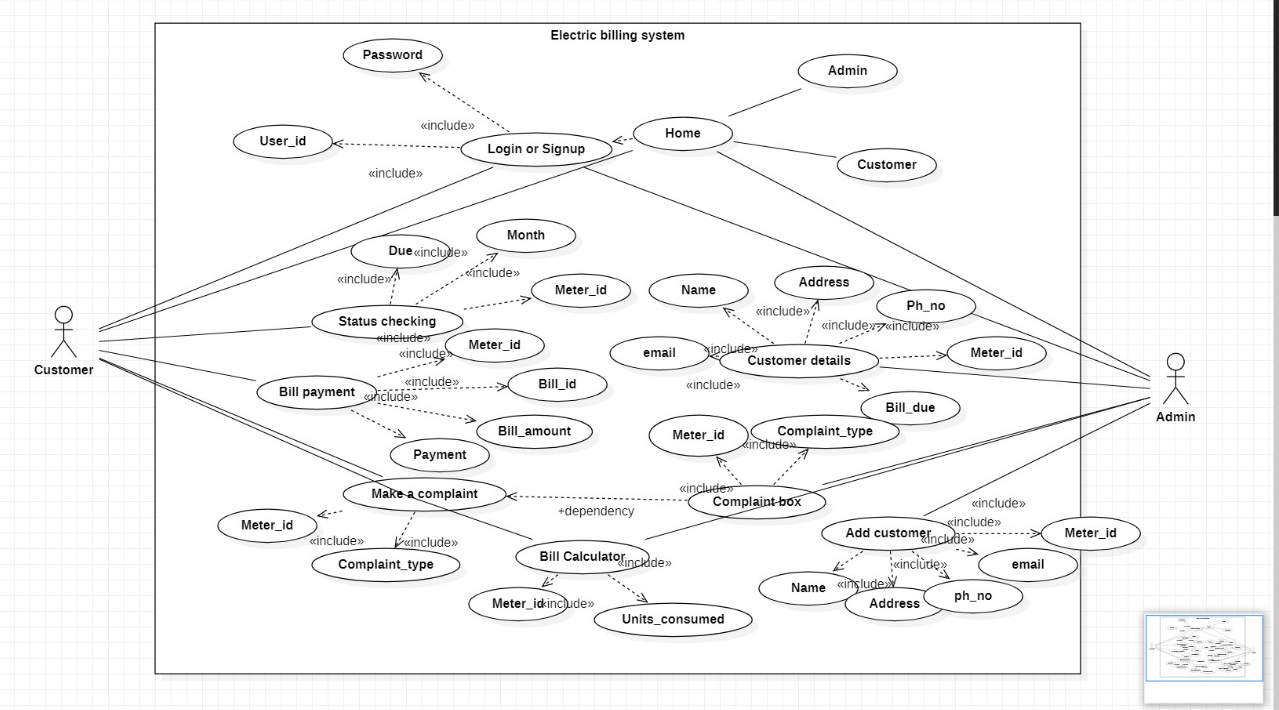 Electric billing system
Password
Admin
«include»
User_id
Home
Login or Signup
Customer
«include»
Month
Due
«include»
«include»
«include»
Meter_id
Name
Address
Ph_no
«include»
Status checking
«include»
«include»
«include»
Meter_id
«include»
email
«include»
Customer details
Meter_id
Customer
Bill payment
«include»
Bill_id
«include»
«include»
Bill_due
Admin
Bill_amount
Meter_id
Complaint_type
«include»
Payment
Make a complaint
«include»
Complaint box
+dependency
«include»
«include»
Meter_id
Add customer
«include»
Meter_id
«include»
«include»
Complaint_type
Bill Calculator
«include»
«include»
email
Name
«include»
Meter_id
«include»
Address
ph_no
Units_consumed